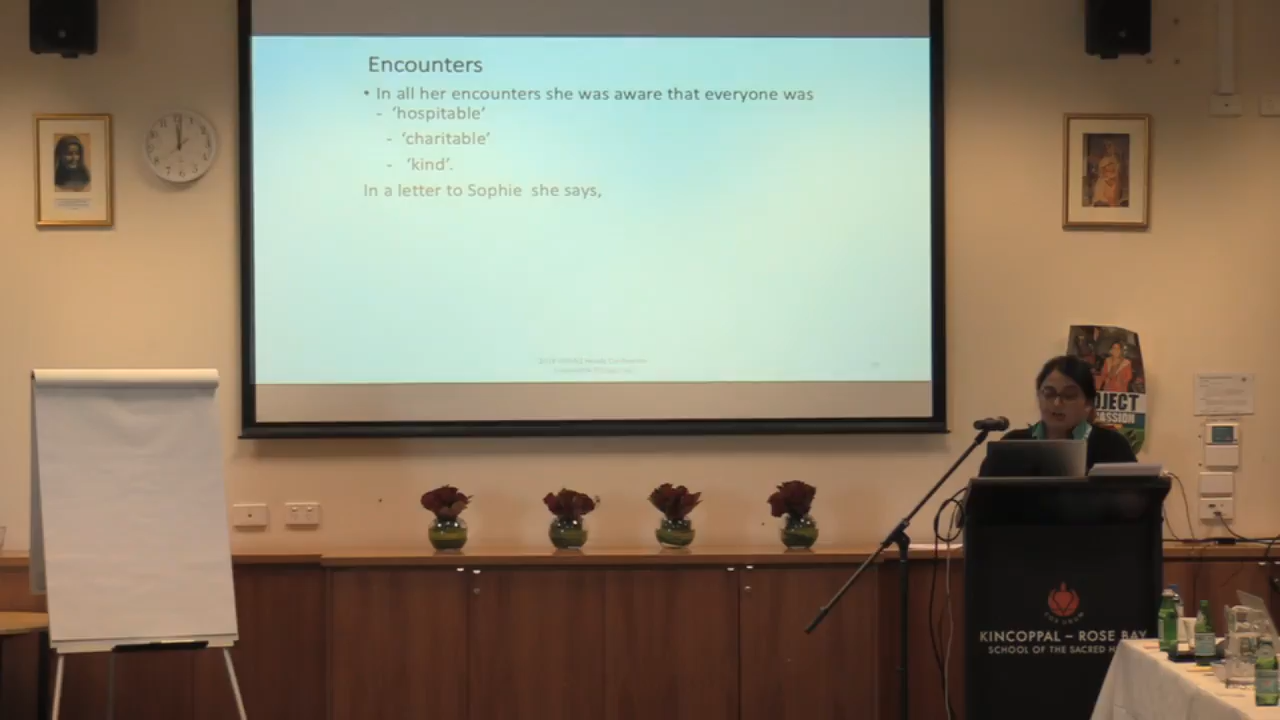 Encounters
• In all her encounters she was aware that everyone was
- ‘hospitable’
- ‘charitable’
- ‘kind’.
In a letter to Sophie she says,
KINCOPPAL – ROSE BAY
SCHOOL OF THE SACRED